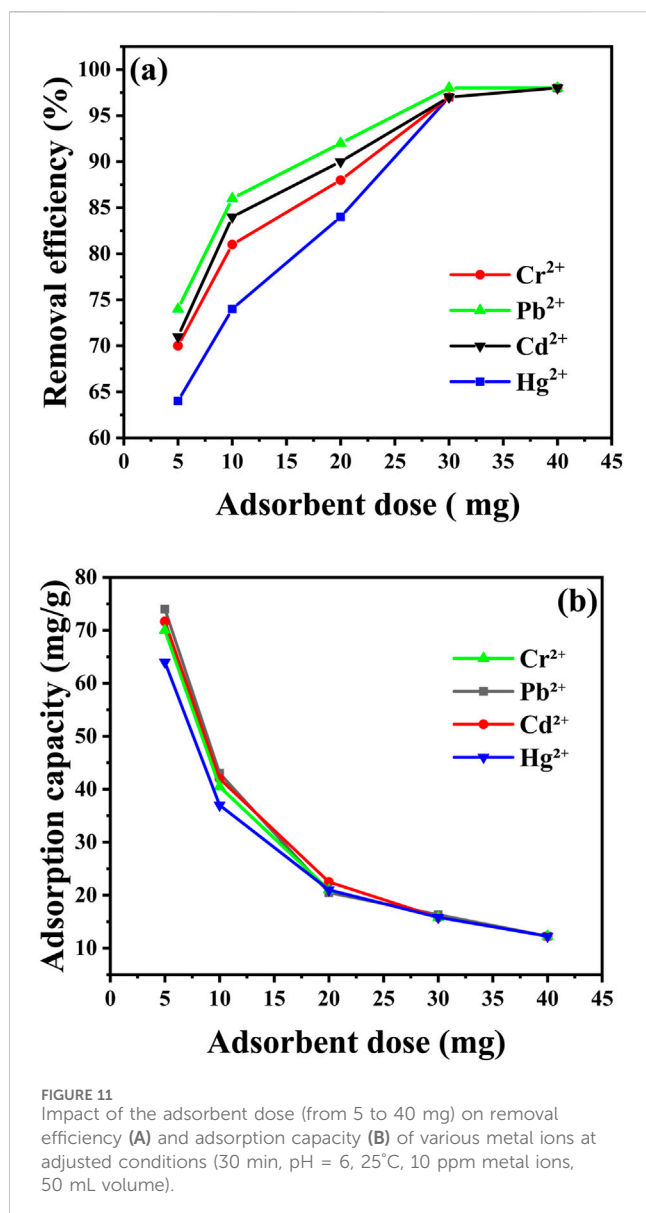 (a)
100
95
90
85
80
75
70
65
60
Removal efficiency (%)
Cr²⁺
Pb²⁺
Cd²⁺
Hg²⁺
0 5 10 15 20 25 30 35 40 45
Adsorbent dose ( mg)
(b)
80
70
60
50
40
30
20
10
Adsorption capacity (mg/g)
Cr²⁺
Pb²⁺
Cd²⁺
Hg²⁺
0 5 10 15 20 25 30 35 40 45
Adsorbent dose (mg)
FIGURE 11
Impact of the adsorbent dose (from 5 to 40 mg) on removal
efficiency (A) and adsorption capacity (B) of various metal ions at
adjusted conditions (30 min, pH = 6, 25°C, 10 ppm metal ions,
50 mL volume).